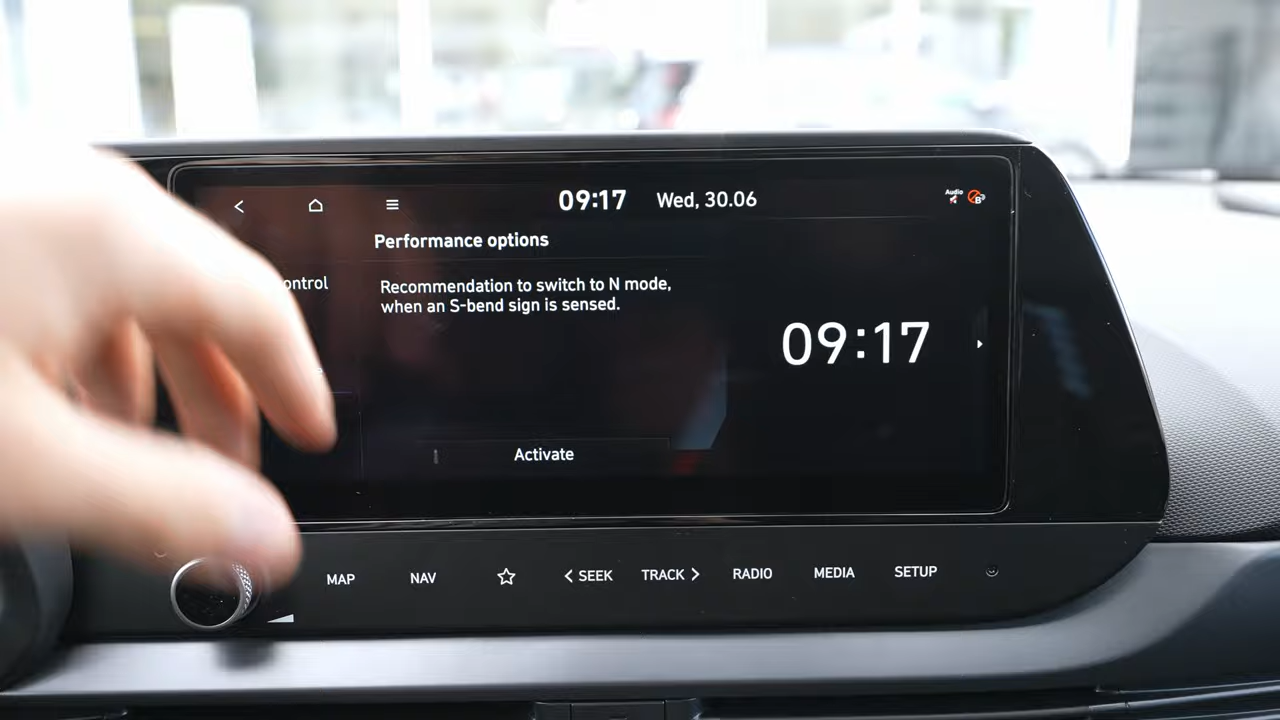 09:17 Wed, 30.06
Audio
Performance options
ontrol
Recommendation to switch to N mode,
when an S-bend sign is sensed.
09:17
Activate
MAP NAV SEEK TRACK RADIO MEDIA SETUP